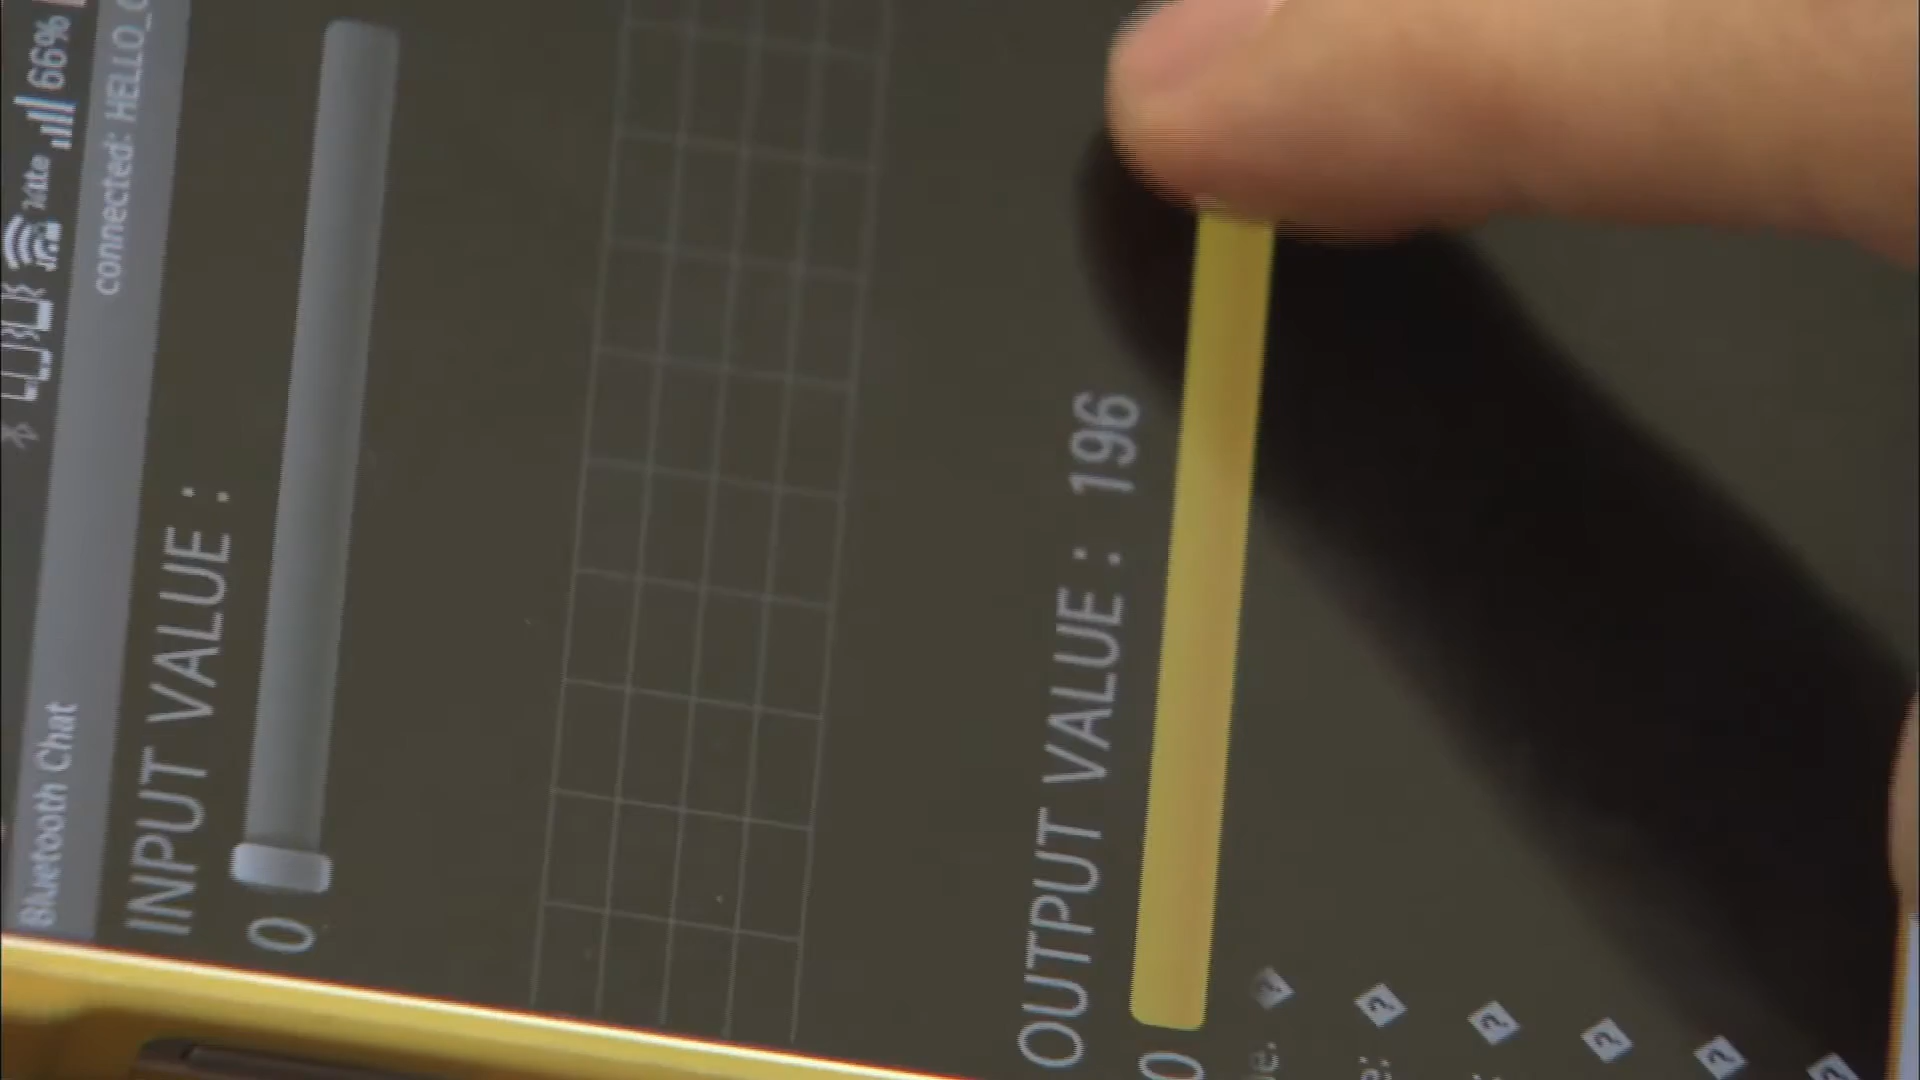 66%
Bluetooth Chat
connected: HELLO_
INPUT VALUE :
0
OUTPUT VALUE : 196
0